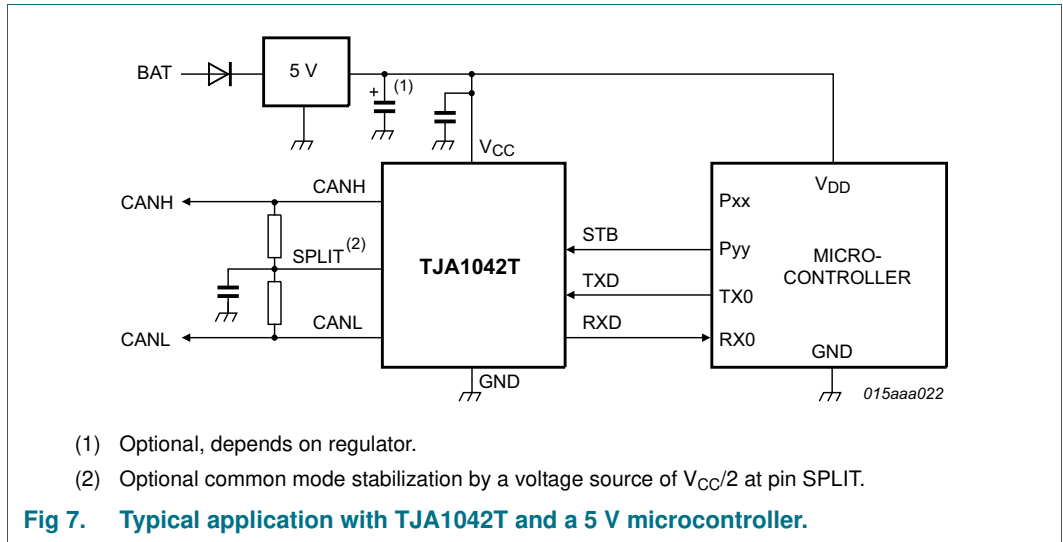 BAT
5 V
+
(1)
VCC
CANH
CANH
SPLIT(2)
CANL
CANL
TJA1042T
GND
STB
TXD
RXD
VDD
Pxx
Pyy
TX0
RX0
MICRO-
CONTROLLER
GND
015aaa022
(1) Optional, depends on regulator.
(2) Optional common mode stabilization by a voltage source of VCC/2 at pin SPLIT.
Fig 7. Typical application with TJA1042T and a 5 V microcontroller.